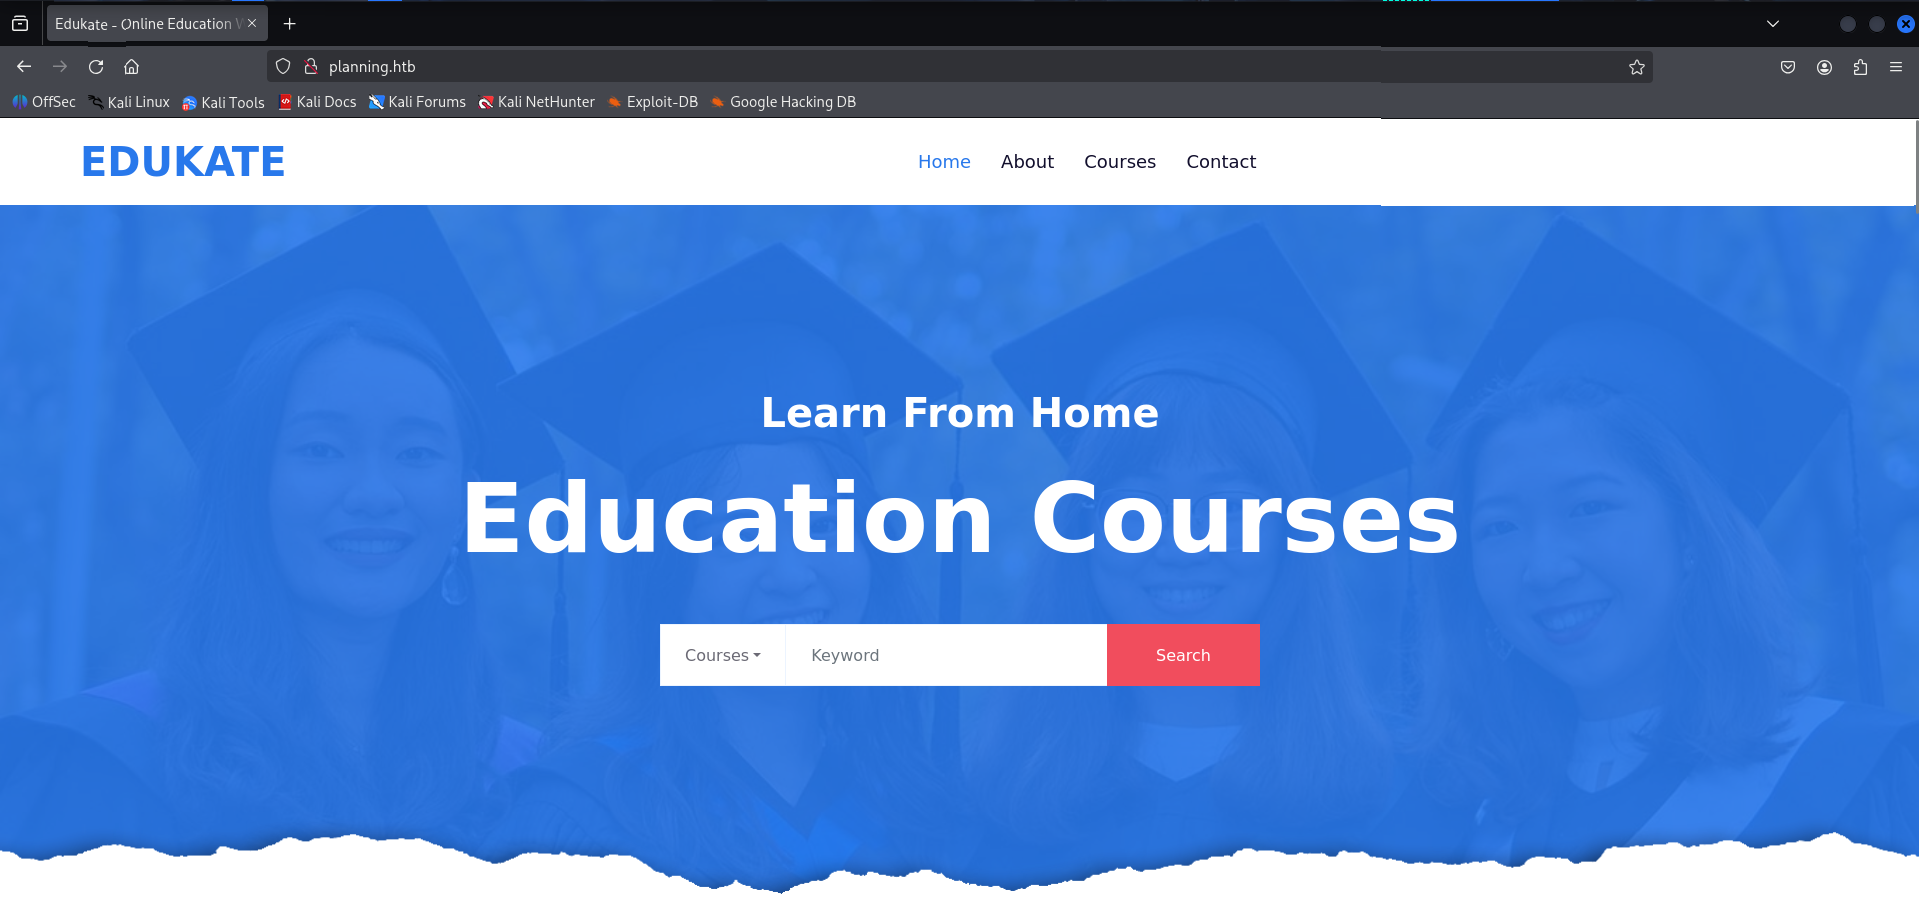 Edukate - Online Education
planning.htb
OffSec Kali Linux Kali Tools Kali Docs Kali Forums Kali NetHunter Exploit-DB Google Hacking DB
EDUKATE
Home About Courses Contact
Learn From Home
Education Courses
Courses Keyword Search